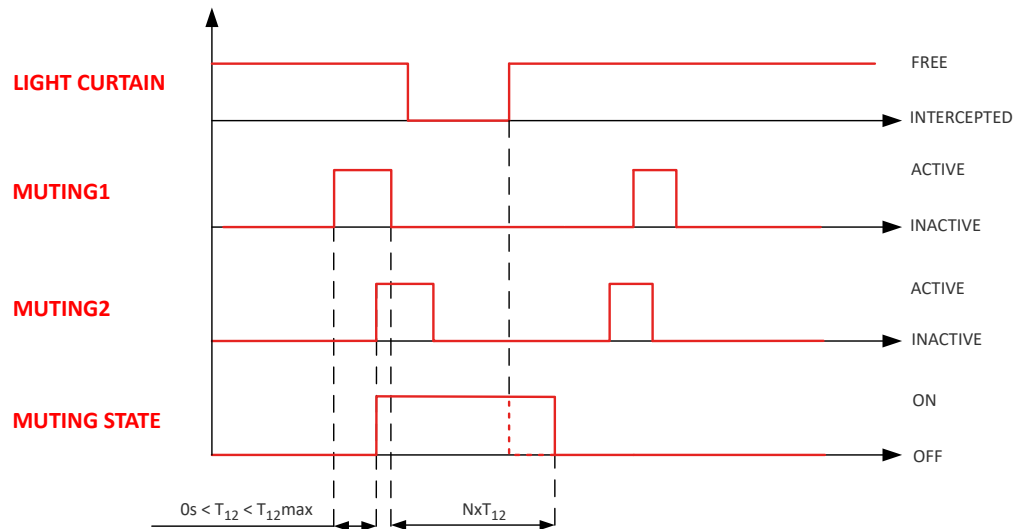 FREE
LIGHT CURTAIN
INTERCEPTED
ACTIVE
MUTING1
INACTIVE
ACTIVE
MUTING2
INACTIVE
ON
MUTING STATE
OFF
0s < T12 < T12max
NxT12